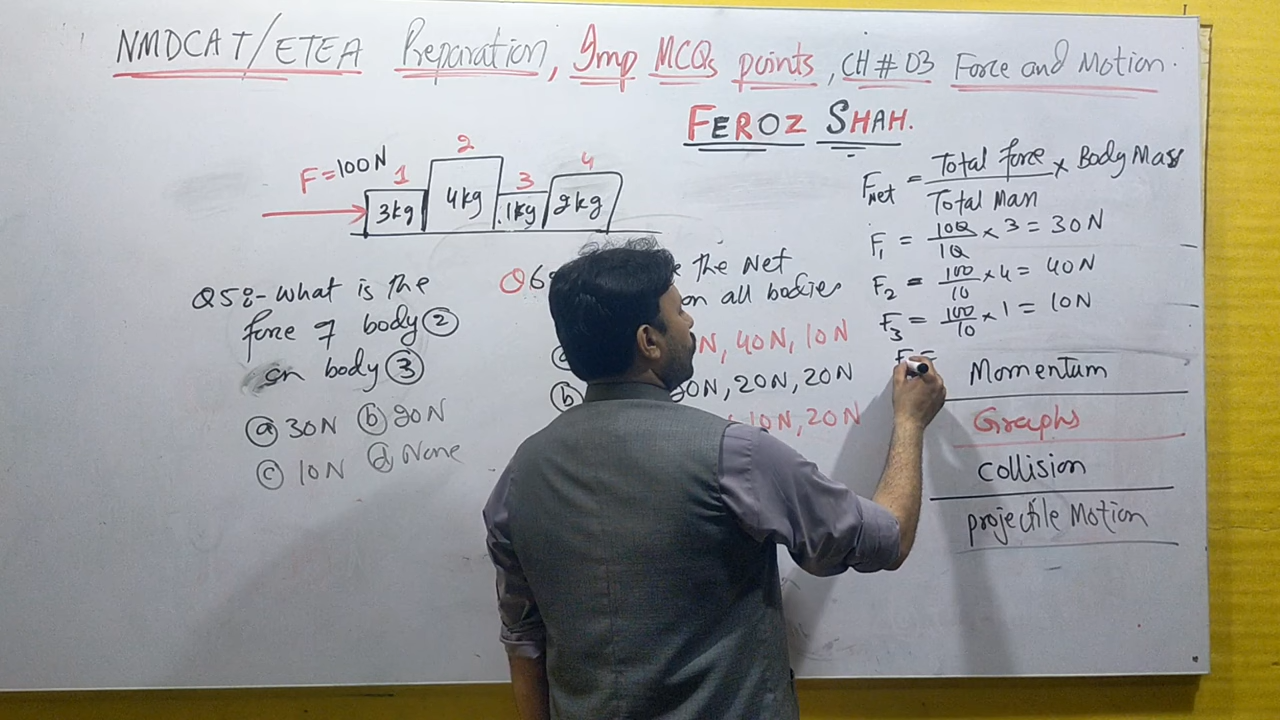 NMDCAT/ETEA Preparation, Imp MCQs points, CH # 03 Force and Motion.
FEROZ SHAH.
F=100N
1
2
3
4
3kg
4kg
1kg
2kg
Q5:- What is the
force of body ②
on body ③
ⓐ 30N ⓑ 20N
ⓒ 10N ⓓ None
Q6 the Net
on all bodies
ⓐ N, 40N, 10N
ⓑ 20N, 20N
10N, 20N
F_Net = Total force / Total Mass × Body Mass
F₁ = 100/10 × 3 = 30N
F₂ = 100/10 × 4 = 40N
F₃ = 100/10 × 1 = 10N
F =
Momentum
Graphs
Collision
projectile Motion